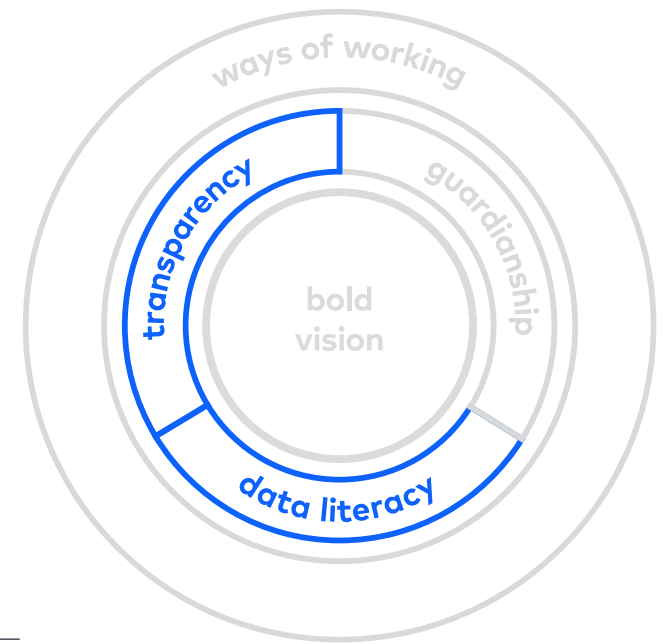 ways of working
transparency
guardianship
bold
vision
data literacy